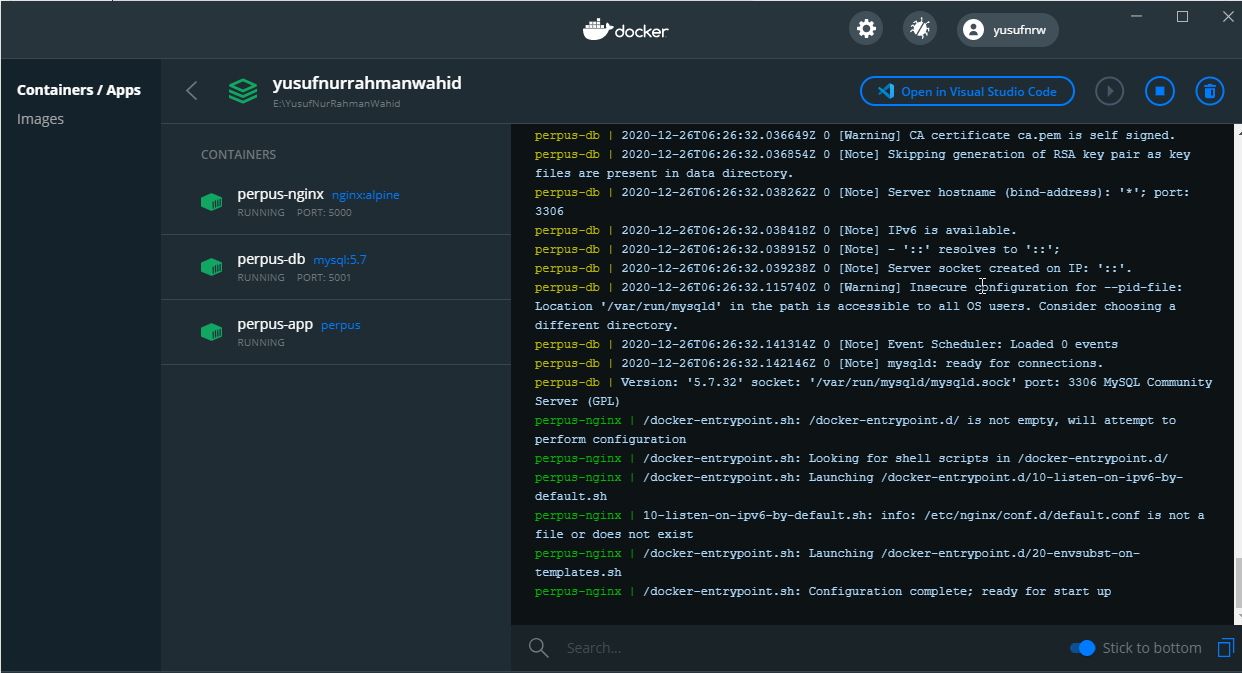 docker
yusufnrw
Containers / Apps
Images
yusufnurrahmanwahid
E:\YusufNurRahmanWahid
Open in Visual Studio Code
CONTAINERS
perpus-nginx nginx:alpine
RUNNING PORT: 5000
perpus-db mysql:5.7
RUNNING PORT: 5001
perpus-app perpus
RUNNING
perpus-db | 2020-12-26T06:26:32.036649Z 0 [Warning] CA certificate ca.pem is self signed.
perpus-db | 2020-12-26T06:26:32.036854Z 0 [Note] Skipping generation of RSA key pair as key
files are present in data directory.
perpus-db | 2020-12-26T06:26:32.038262Z 0 [Note] Server hostname (bind-address): '*'; port:
3306
perpus-db | 2020-12-26T06:26:32.038418Z 0 [Note] IPv6 is available.
perpus-db | 2020-12-26T06:26:32.038915Z 0 [Note] - '::' resolves to '::';
perpus-db | 2020-12-26T06:26:32.039238Z 0 [Note] Server socket created on IP: '::'.
perpus-db | 2020-12-26T06:26:32.115740Z 0 [Warning] Insecure configuration for --pid-file:
Location '/var/run/mysqld' in the path is accessible to all OS users. Consider choosing a
different directory.
perpus-db | 2020-12-26T06:26:32.141314Z 0 [Note] Event Scheduler: Loaded 0 events
perpus-db | 2020-12-26T06:26:32.142146Z 0 [Note] mysqld: ready for connections.
perpus-db | Version: '5.7.32' socket: '/var/run/mysqld/mysqld.sock' port: 3306 MySQL Community
Server (GPL)
perpus-nginx | /docker-entrypoint.sh: /docker-entrypoint.d/ is not empty, will attempt to
perform configuration
perpus-nginx | /docker-entrypoint.sh: Looking for shell scripts in /docker-entrypoint.d/
perpus-nginx | /docker-entrypoint.sh: Launching /docker-entrypoint.d/10-listen-on-ipv6-by-
default.sh
perpus-nginx | 10-listen-on-ipv6-by-default.sh: info: /etc/nginx/conf.d/default.conf is not a
file or does not exist
perpus-nginx | /docker-entrypoint.sh: Launching /docker-entrypoint.d/20-envsubst-on-
templates.sh
perpus-nginx | /docker-entrypoint.sh: Configuration complete; ready for start up
Search...
Stick to bottom